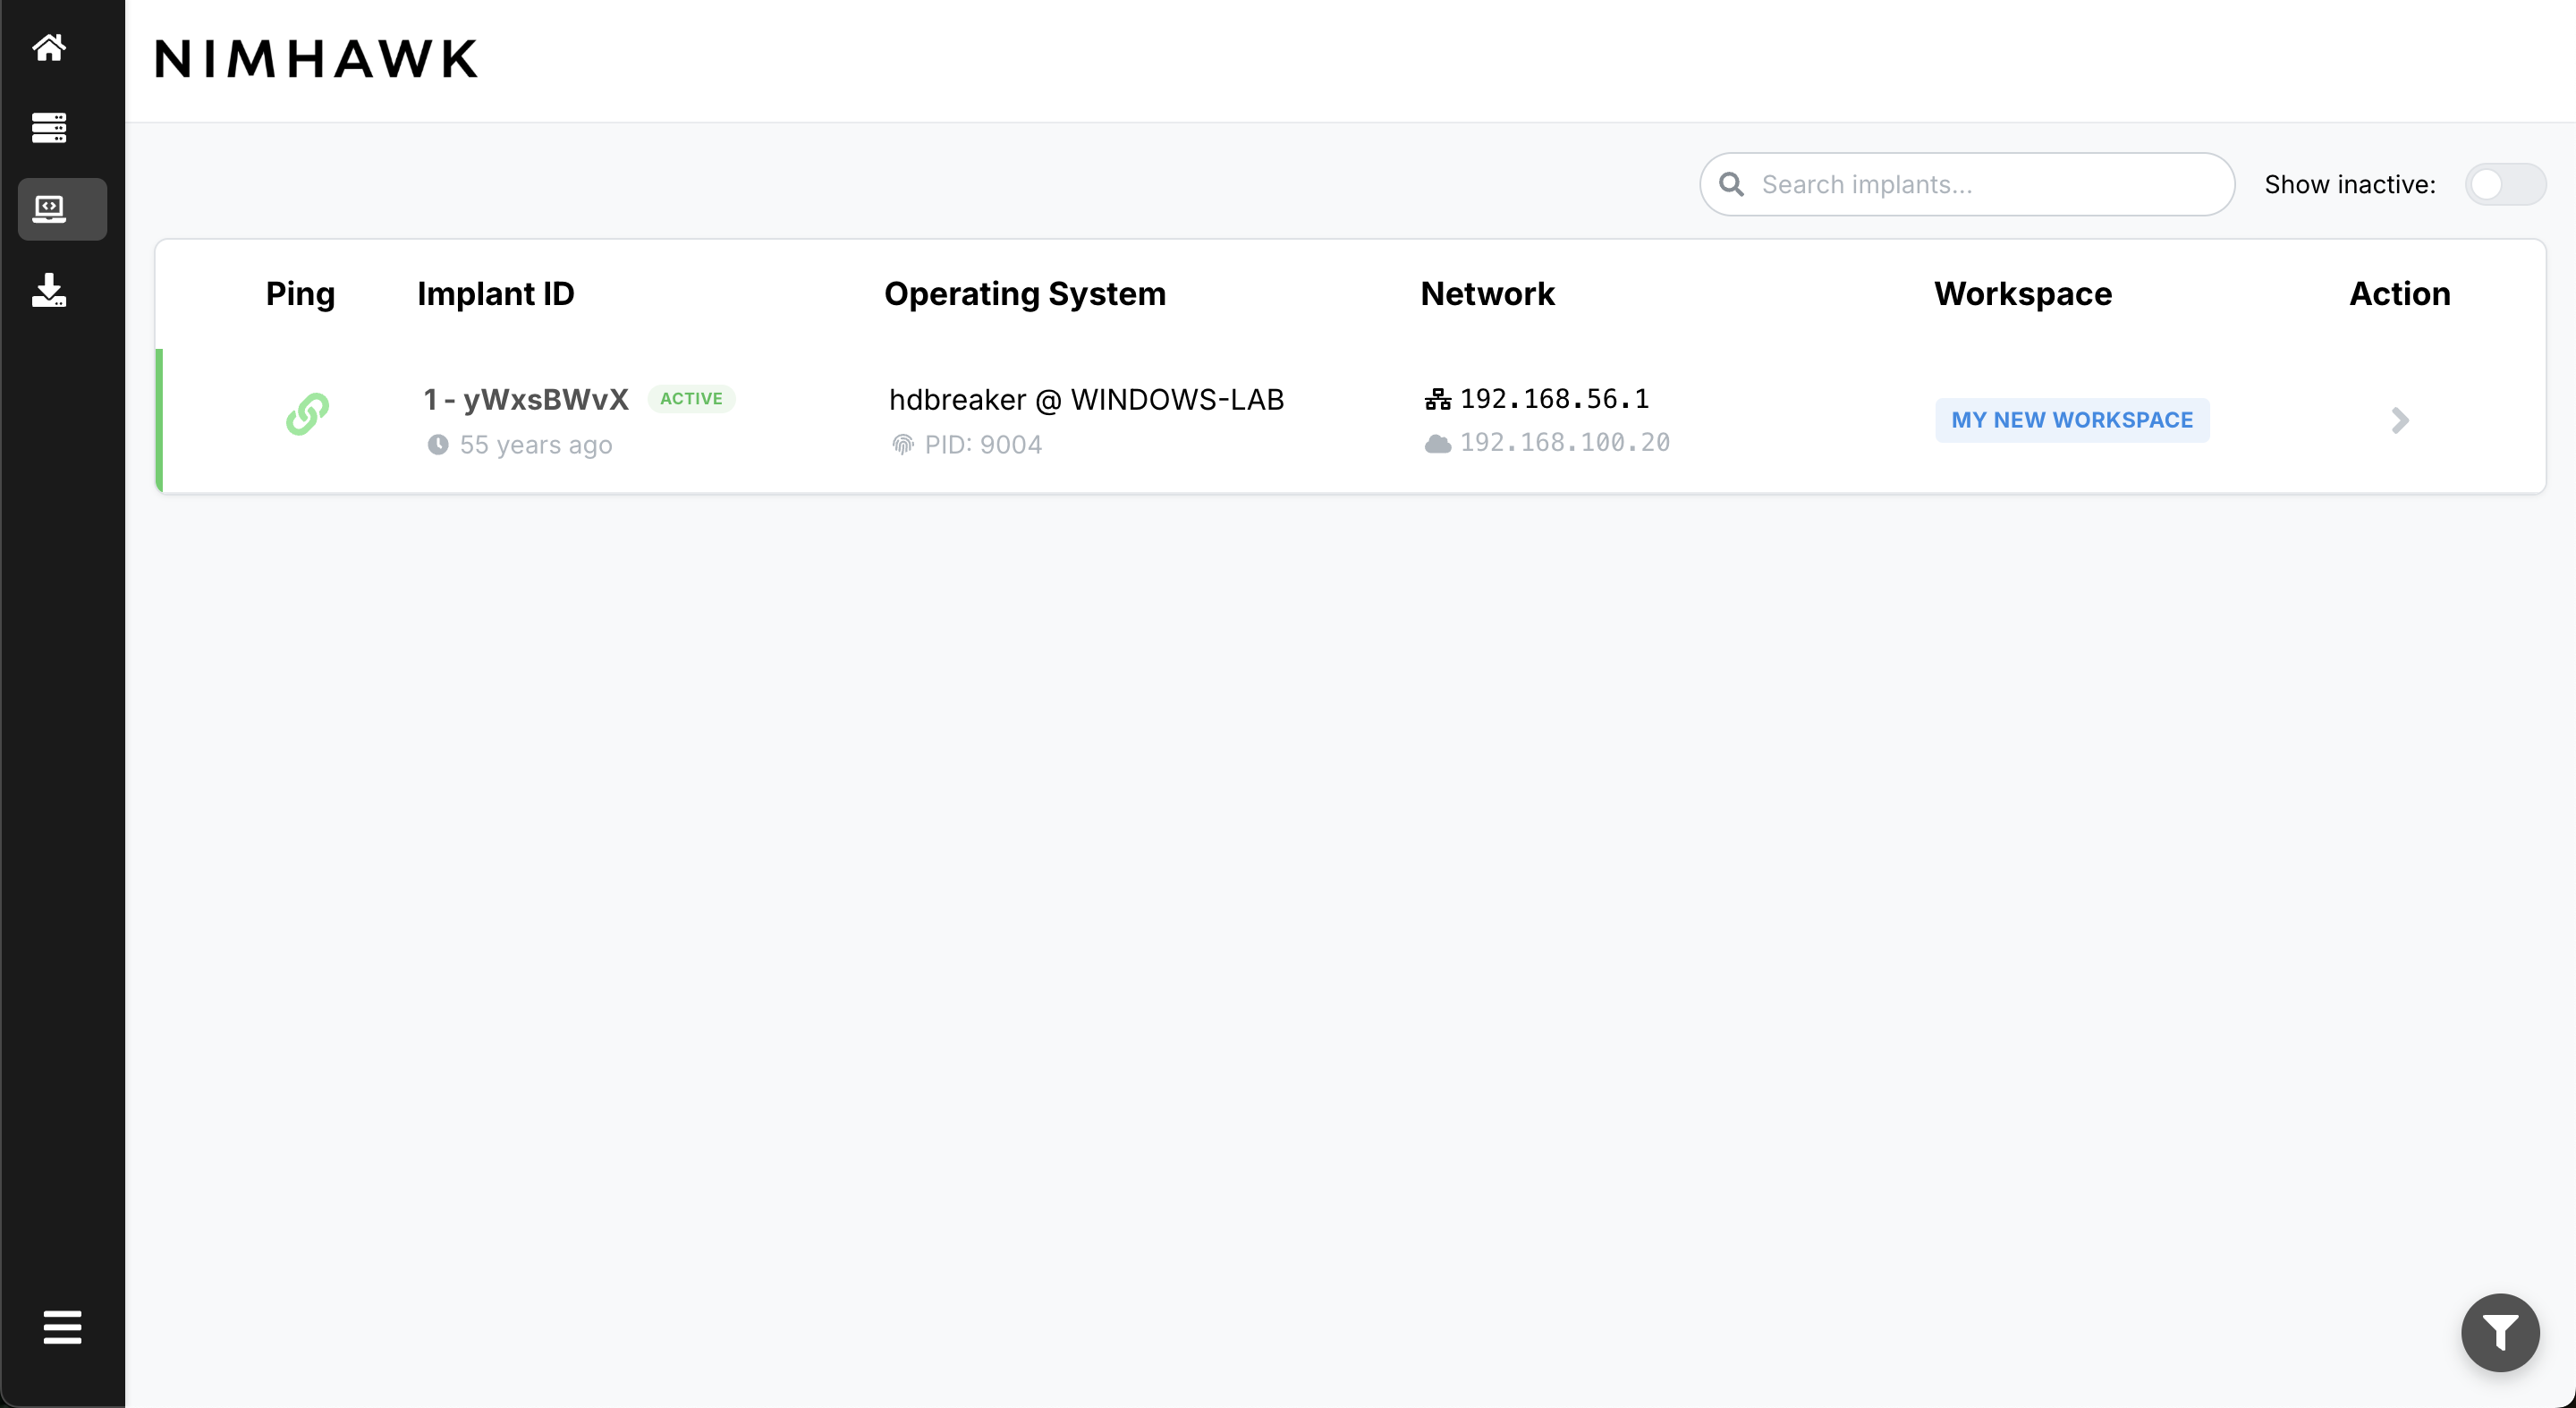 NIMHAWK
Search implants...
Show inactive:
Ping Implant ID Operating System Network Workspace Action
1 - yWxsBWvX ACTIVE hdbreaker @ WINDOWS-LAB 192.168.56.1 MY NEW WORKSPACE
55 years ago PID: 9004 192.168.100.20